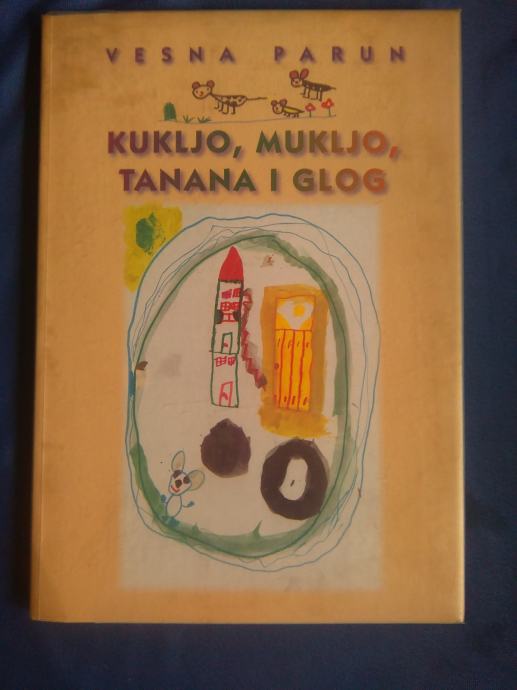 VESNA PARUN
KUKLJO, MUKLJO,
TANANA I GLOG